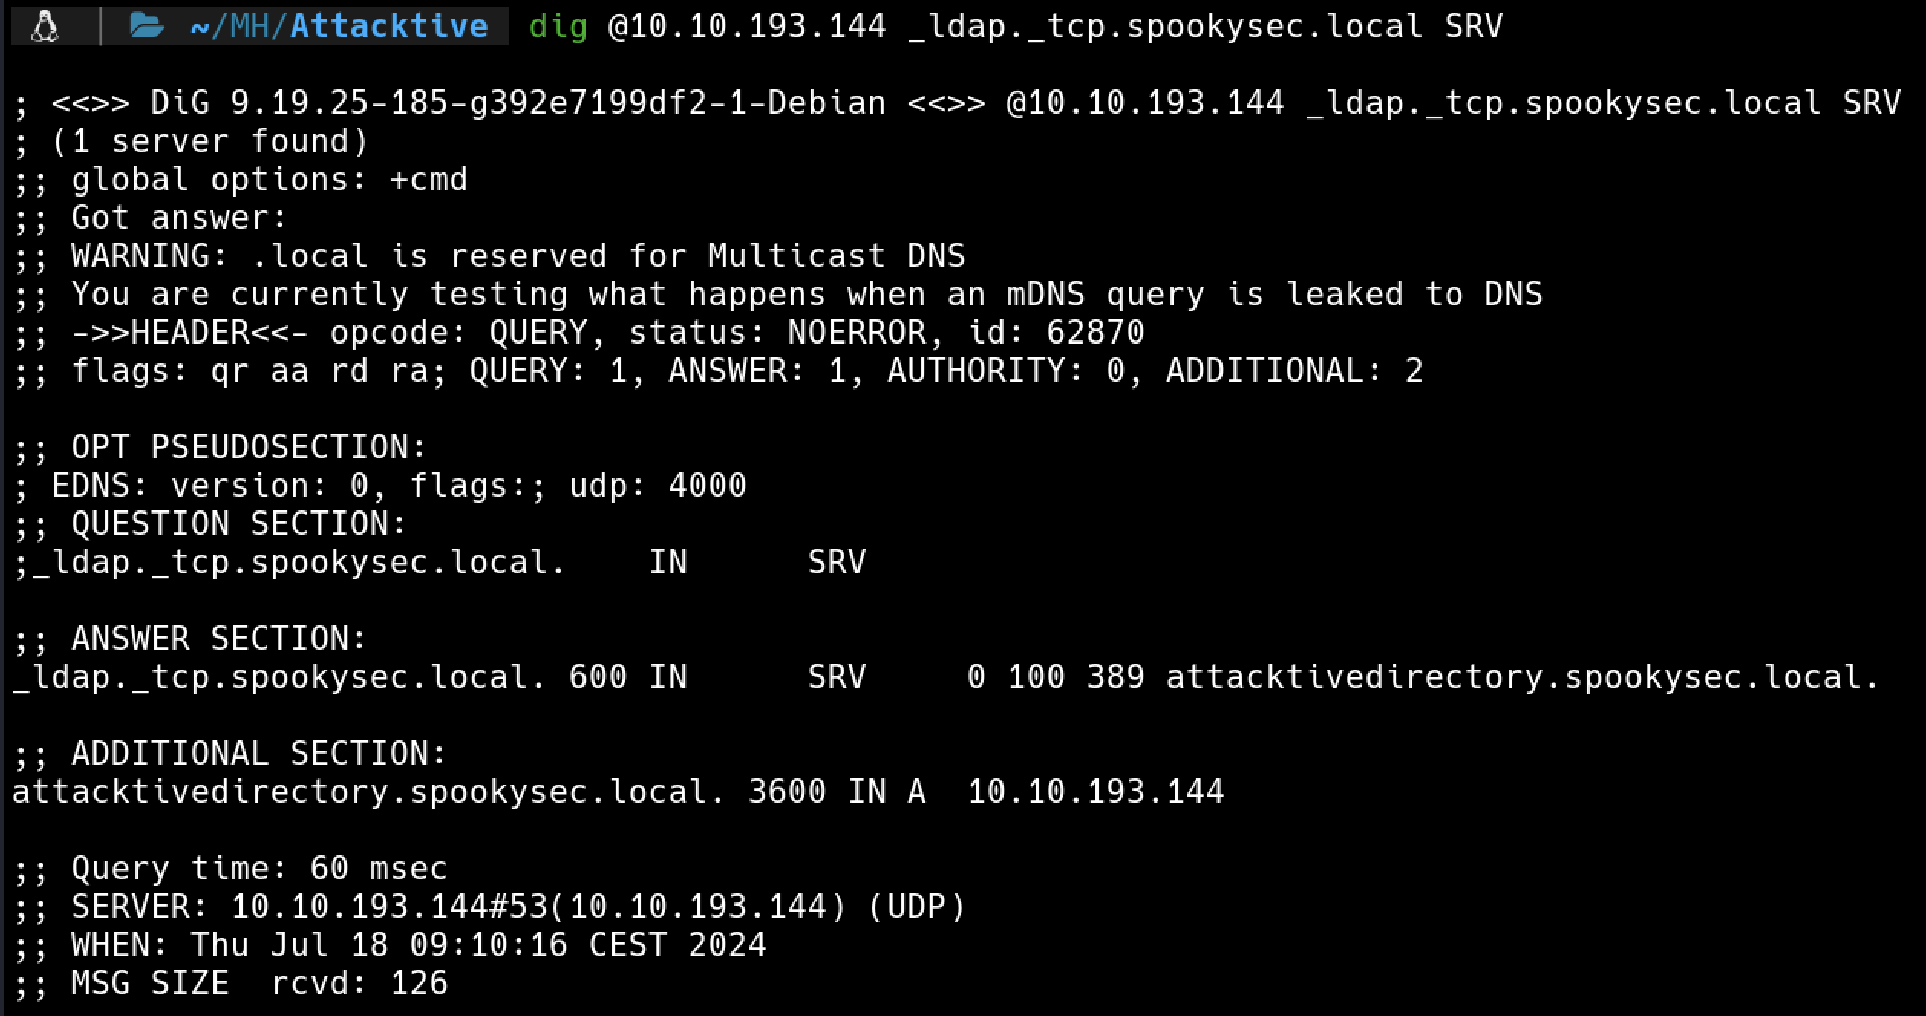 ~/MH/Attacktive dig @10.10.193.144 _ldap._tcp.spookysec.local SRV
; <<>> DiG 9.19.25-185-g392e7199df2-1-Debian <<>> @10.10.193.144 _ldap._tcp.spookysec.local SRV
; (1 server found)
;; global options: +cmd
;; Got answer:
;; WARNING: .local is reserved for Multicast DNS
;; You are currently testing what happens when an mDNS query is leaked to DNS
;; ->>HEADER<<- opcode: QUERY, status: NOERROR, id: 62870
;; flags: qr aa rd ra; QUERY: 1, ANSWER: 1, AUTHORITY: 0, ADDITIONAL: 2
;; OPT PSEUDOSECTION:
; EDNS: version: 0, flags:; udp: 4000
;; QUESTION SECTION:
;_ldap._tcp.spookysec.local. IN SRV
;; ANSWER SECTION:
_ldap._tcp.spookysec.local. 600 IN SRV 0 100 389 attacktivedirectory.spookysec.local.
;; ADDITIONAL SECTION:
attacktivedirectory.spookysec.local. 3600 IN A 10.10.193.144
;; Query time: 60 msec
;; SERVER: 10.10.193.144#53(10.10.193.144) (UDP)
;; WHEN: Thu Jul 18 09:10:16 CEST 2024
;; MSG SIZE rcvd: 126